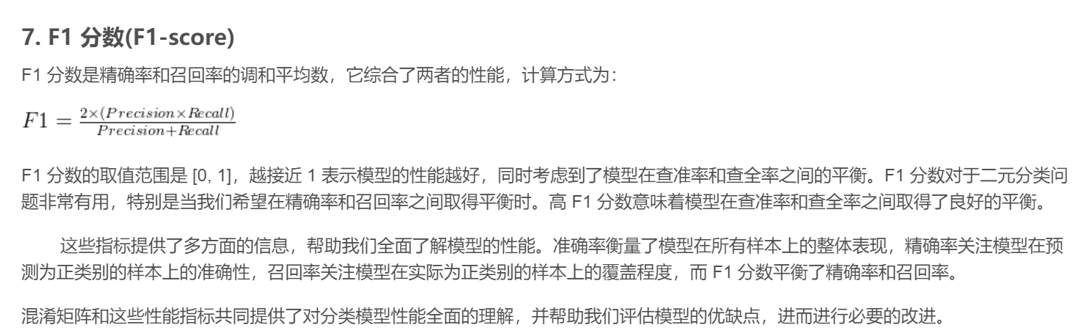 7. F1 分数(F1-score)
F1 分数是精确率和召回率的调和平均数，它综合了两者的性能，计算方式为：
F1 = 2×(Precision×Recall) / Precision+Recall
F1 分数的取值范围是 [0, 1]，越接近 1 表示模型的性能越好，同时考虑到了模型在查准率和查全率之间的平衡。F1 分数对于二元分类问
题非常有用，特别是当我们希望在精确率和召回率之间取得平衡时。高 F1 分数意味着模型在查准率和查全率之间取得了良好的平衡。
这些指标提供了多方面的信息，帮助我们全面了解模型的性能。准确率衡量了模型在所有样本上的整体表现，精确率关注模型在预
测为正类别的样本上的准确性，召回率关注模型在实际为正类别的样本上的覆盖程度，而 F1 分数平衡了精确率和召回率。
混淆矩阵和这些性能指标共同提供了对分类模型性能全面的理解，并帮助我们评估模型的优缺点，进而进行必要的改进。